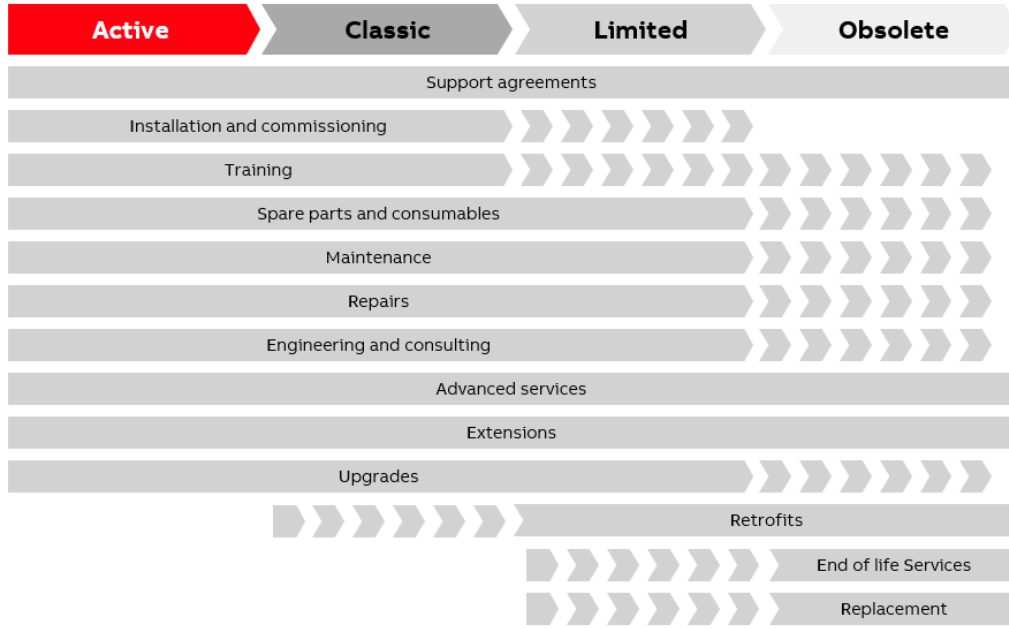 Active
Classic
Limited
Obsolete
Support agreements
Installation and commissioning
Training
Spare parts and consumables
Maintenance
Repairs
Engineering and consulting
Advanced services
Extensions
Upgrades
Retrofits
End of life Services
Replacement